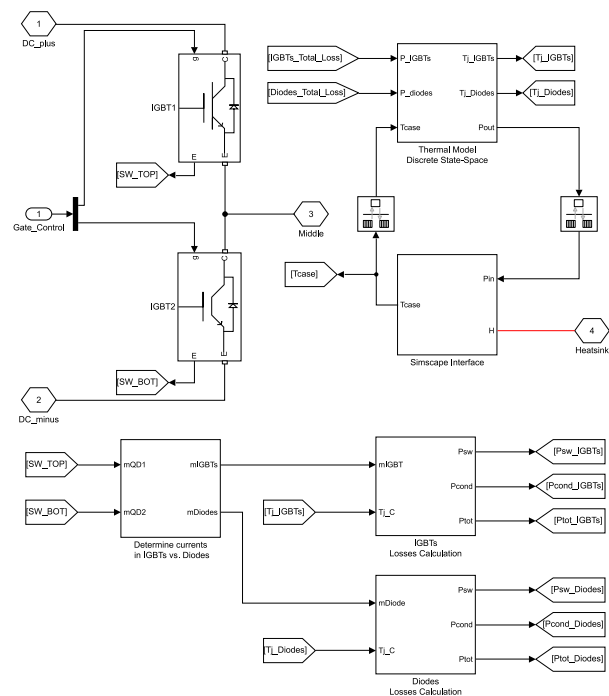 1
DC_plus
g
C
IGBT1
E
E
[SW_TOP]
1
Gate_Control
3
Middle
g
C
IGBT2
E
E
[SW_BOT]
2
DC_minus
[IGBTs_Total_Loss]
P_IGBTs
Tj_IGBTs
[Tj_IGBTs]
[Diodes_Total_Loss]
P_diodes
Tj_Diodes
[Tj_Diodes]
Tcase
Pout
Thermal Model
Discrete State-Space
[Tcase]
Tcase
Pin
H
Simscape Interface
4
Heatsink
[SW_TOP]
mQD1
mIGBTs
[SW_BOT]
mQD2
mDiodes
Determine currents
in IGBTs vs. Diodes
mIGBT
Psw
[Psw_IGBTs]
Pcond
[Pcond_IGBTs]
[Tj_IGBTs]
Tj_C
Ptot
[Ptot_IGBTs]
IGBTs
Losses Calculation
mDiode
Psw
[Psw_Diodes]
Pcond
[Pcond_Diodes]
[Tj_Diodes]
Tj_C
Ptot
[Ptot_Diodes]
Diodes
Losses Calculation